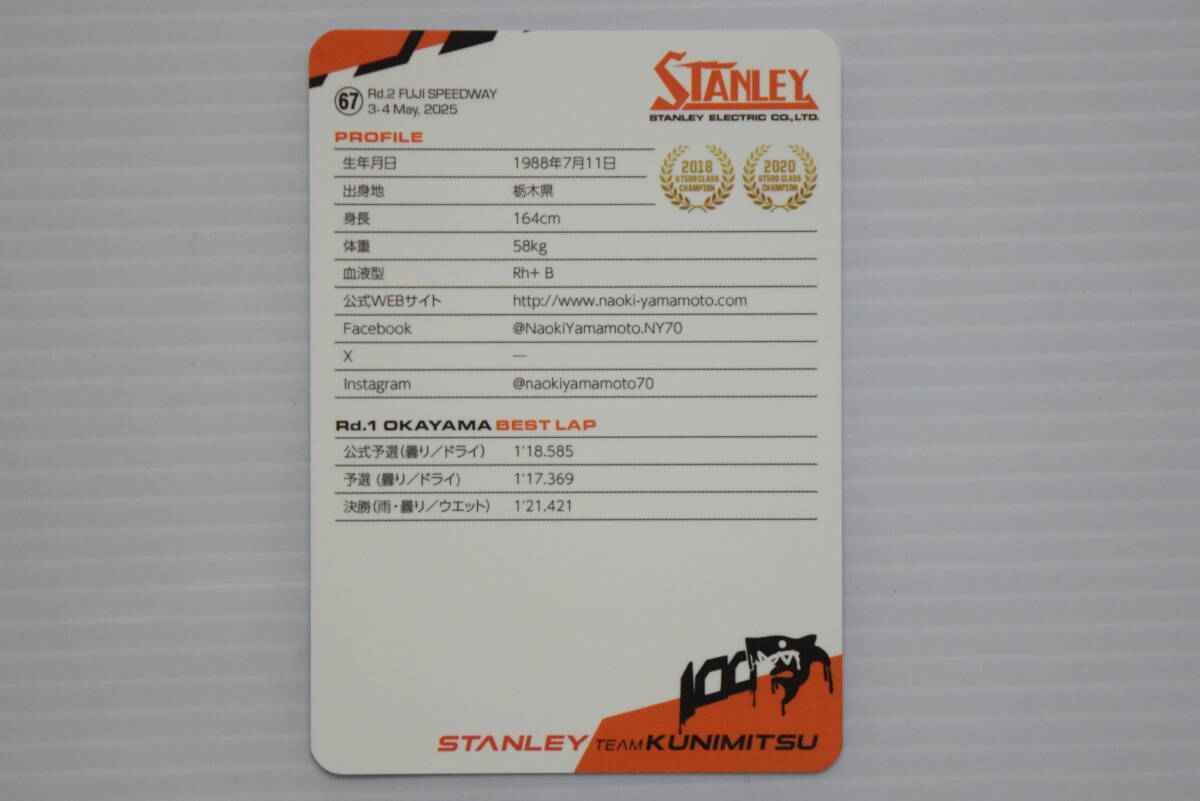 67 Rd.2 FUJI SPEEDWAY
3-4 May, 2025
STANLEY
STANLEY ELECTRIC CO.,LTD.
PROFILE
生年月日 1988年7月11日
出身地 栃木県
身長 164cm
体重 58kg
血液型 Rh+ B
公式WEBサイト http://www.naoki-yamamoto.com
Facebook @NaokiYamamoto.NY70
X —
Instagram @naokiyamamoto70
2018
GT500 CLASS
CHAMPION
2020
GT500 CLASS
CHAMPION
Rd.1 OKAYAMA BEST LAP
公式予選(曇り/ドライ) 1'18.585
予選 (曇り/ドライ) 1'17.369
決勝(雨・曇り/ウエット) 1'21.421
100
STANLEY TEAM KUNIMITSU